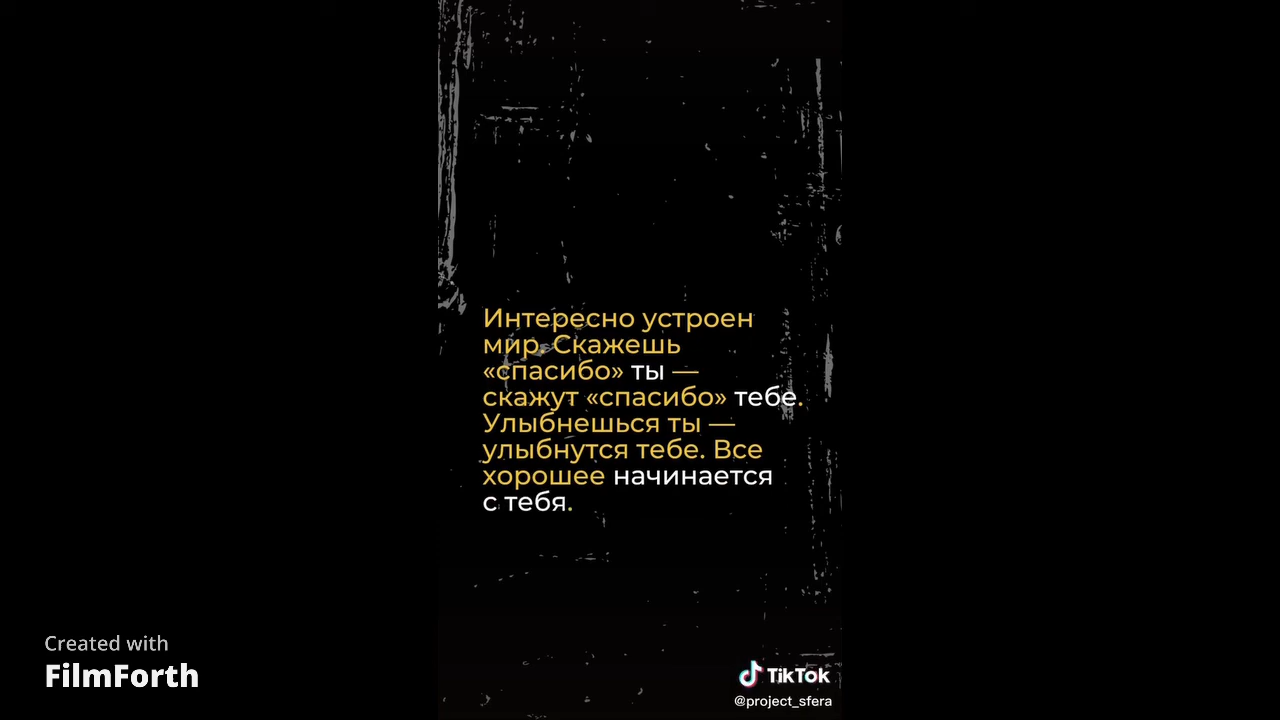 Интересно устроен
мир. Скажешь
«спасибо» ты —
скажут «спасибо» тебе.
Улыбнешься ты —
улыбнутся тебе. Все
хорошее начинается
с тебя.
Created with
FilmForth
TikTok
@project_sfera